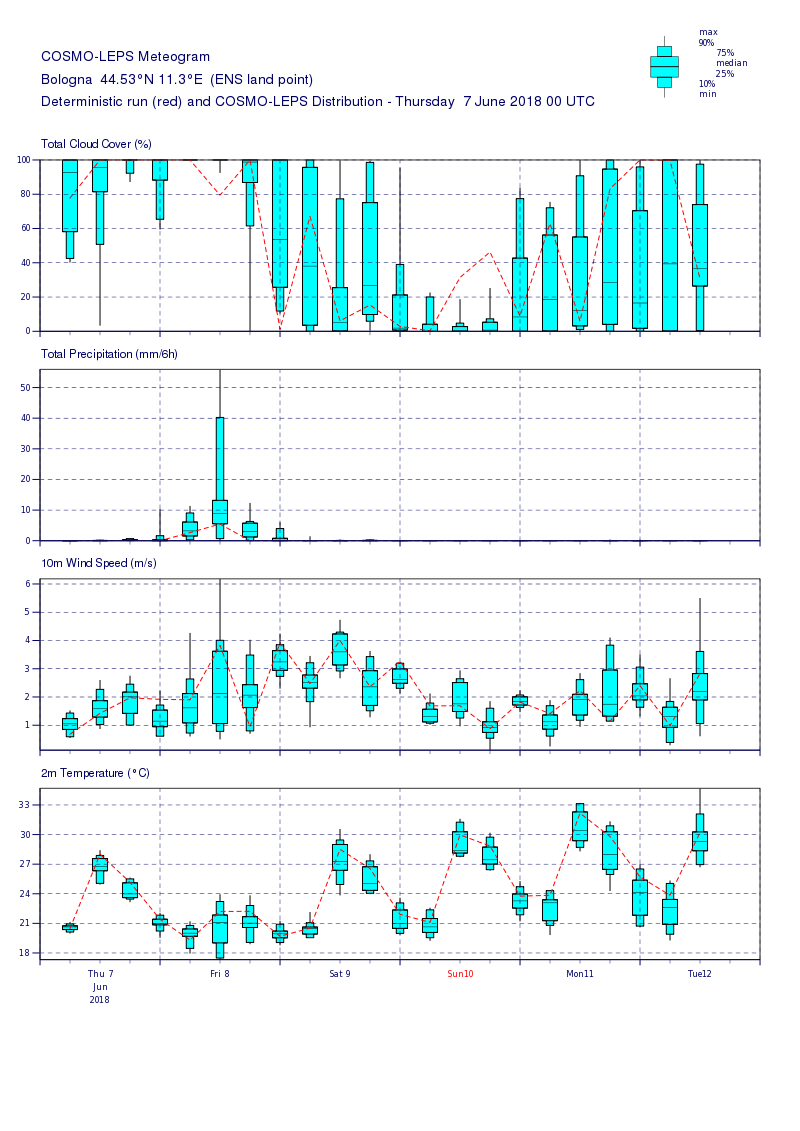 COSMO-LEPS Meteogram
Bologna 44.53°N 11.3°E (ENS land point)
Deterministic run (red) and COSMO-LEPS Distribution - Thursday 7 June 2018 00 UTC
max
90%
75%
median
25%
10%
min
Total Cloud Cover (%)
100
80
60
40
20
0
Total Precipitation (mm/6h)
50
40
30
20
10
0
10m Wind Speed (m/s)
6
5
4
3
2
1
2m Temperature (°C)
33
30
27
24
21
18
Thu 7 Fri 8 Sat 9 Sun10 Mon11 Tue12
Jun
2018